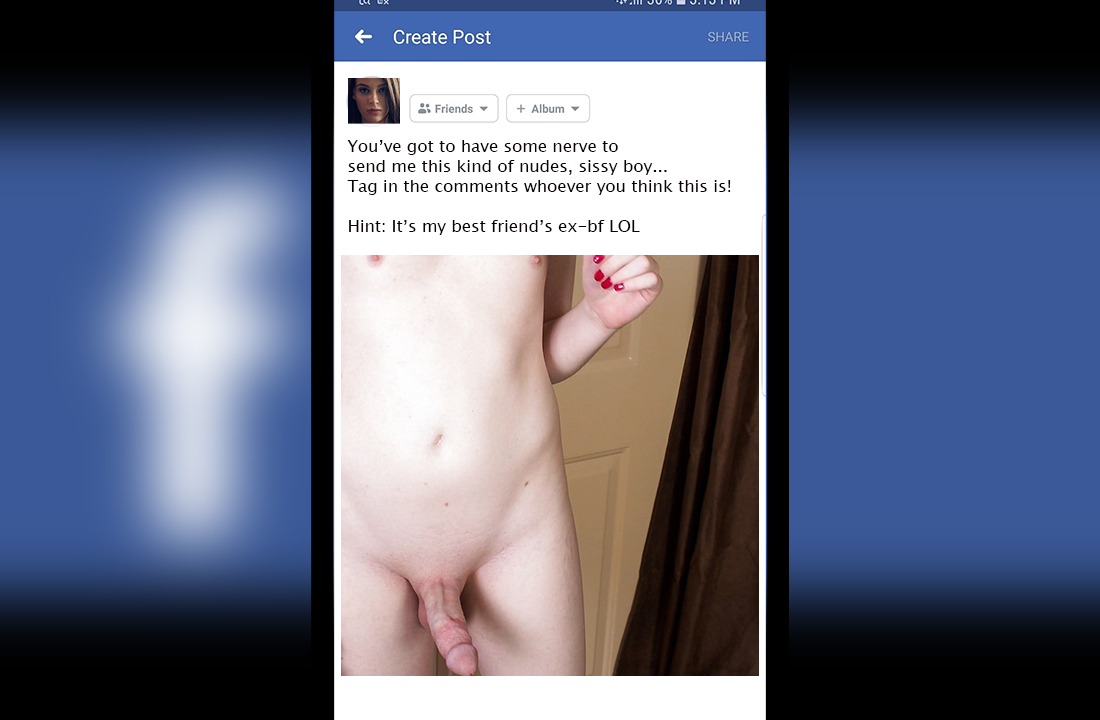 Create Post
SHARE
Friends
+ Album
You've got to have some nerve to
send me this kind of nudes, sissy boy...
Tag in the comments whoever you think this is!
Hint: It's my best friend's ex-bf LOL